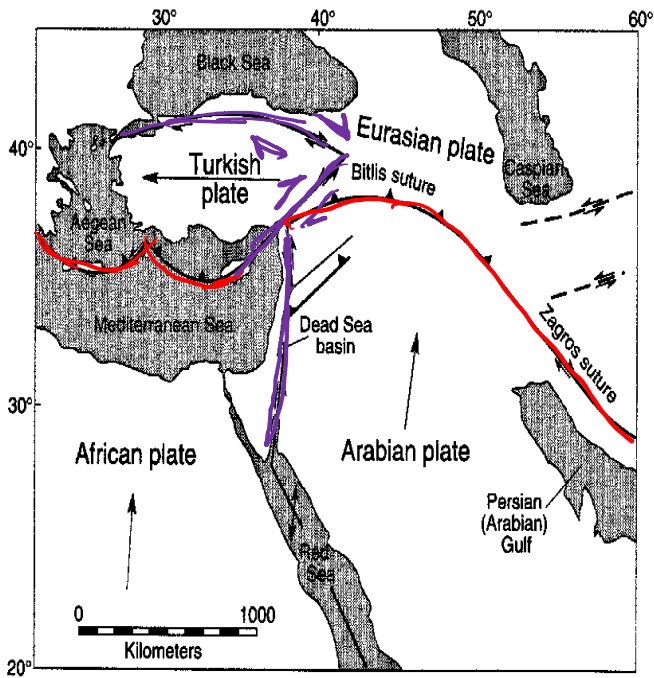 30° 40° 50° 60°
Black Sea
Eurasian plate
40°
Turkish
plate
Bitlis suture
Caspian
Sea
Aegean
Sea
Mediterranean Sea
Dead Sea
basin
Zagros suture
30°
African plate
Arabian plate
Persian
(Arabian)
Gulf
Red
Sea
0 1000
Kilometers
20°